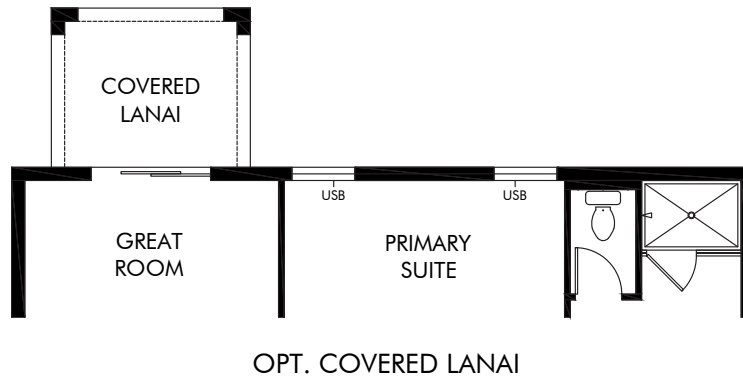 COVERED
LANAI
USB
USB
GREAT
ROOM
PRIMARY
SUITE
OPT. COVERED LANAI